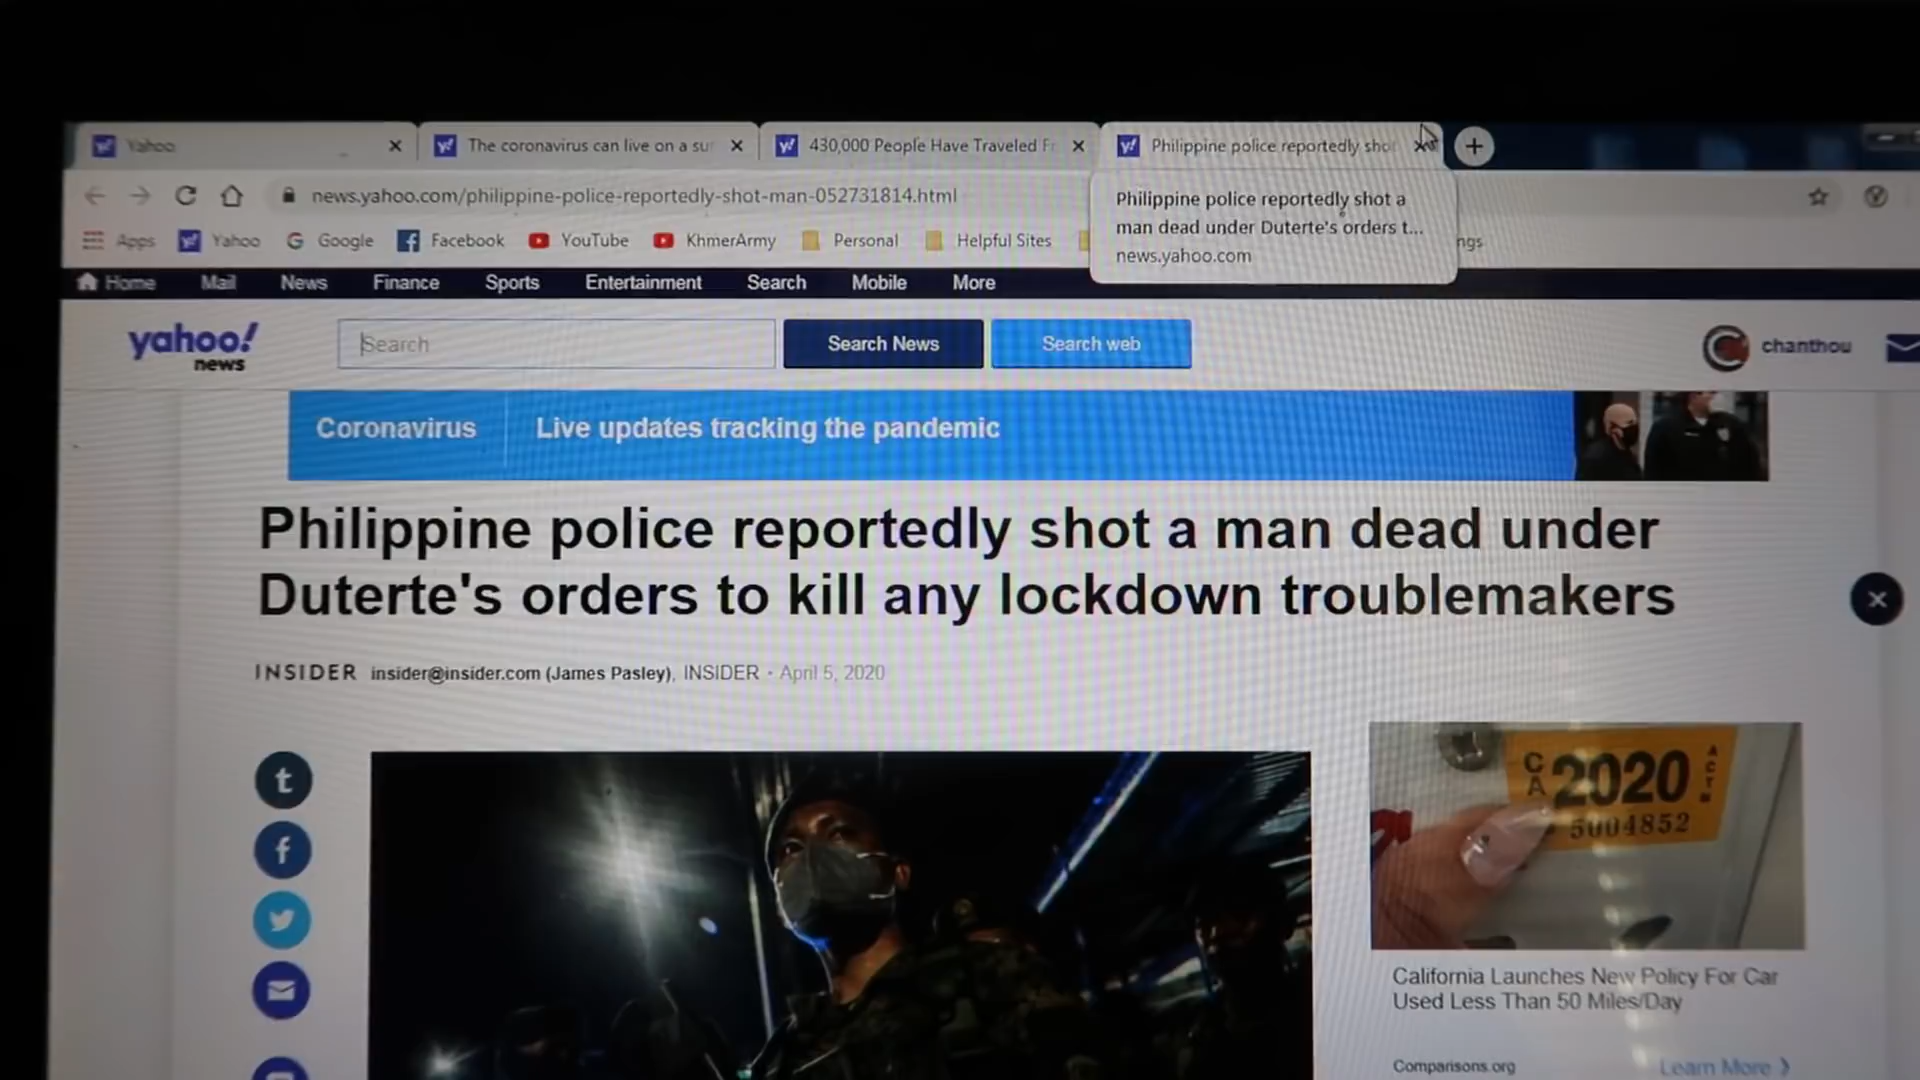 Yahoo
The coronavirus can live on a su
430,000 People Have Traveled Fr
Philippine police reportedly sho
news.yahoo.com/philippine-police-reportedly-shot-man-052731814.html
Philippine police reportedly shot a
man dead under Duterte's orders t...
news.yahoo.com
Apps
Yahoo
Google
Facebook
YouTube
KhmerArmy
Personal
Helpful Sites
ngs
Home
Mail
News
Finance
Sports
Entertainment
Search
Mobile
More
yahoo!
news
Search
Search News
Search web
chanthou
Coronavirus
Live updates tracking the pandemic
Philippine police reportedly shot a man dead under
Duterte's orders to kill any lockdown troublemakers
INSIDER insider@insider.com (James Pasley), INSIDER • April 5, 2020
CA 2020
5004852
California Launches New Policy For Car
Used Less Than 50 Miles/Day
Comparisons.org
Learn More